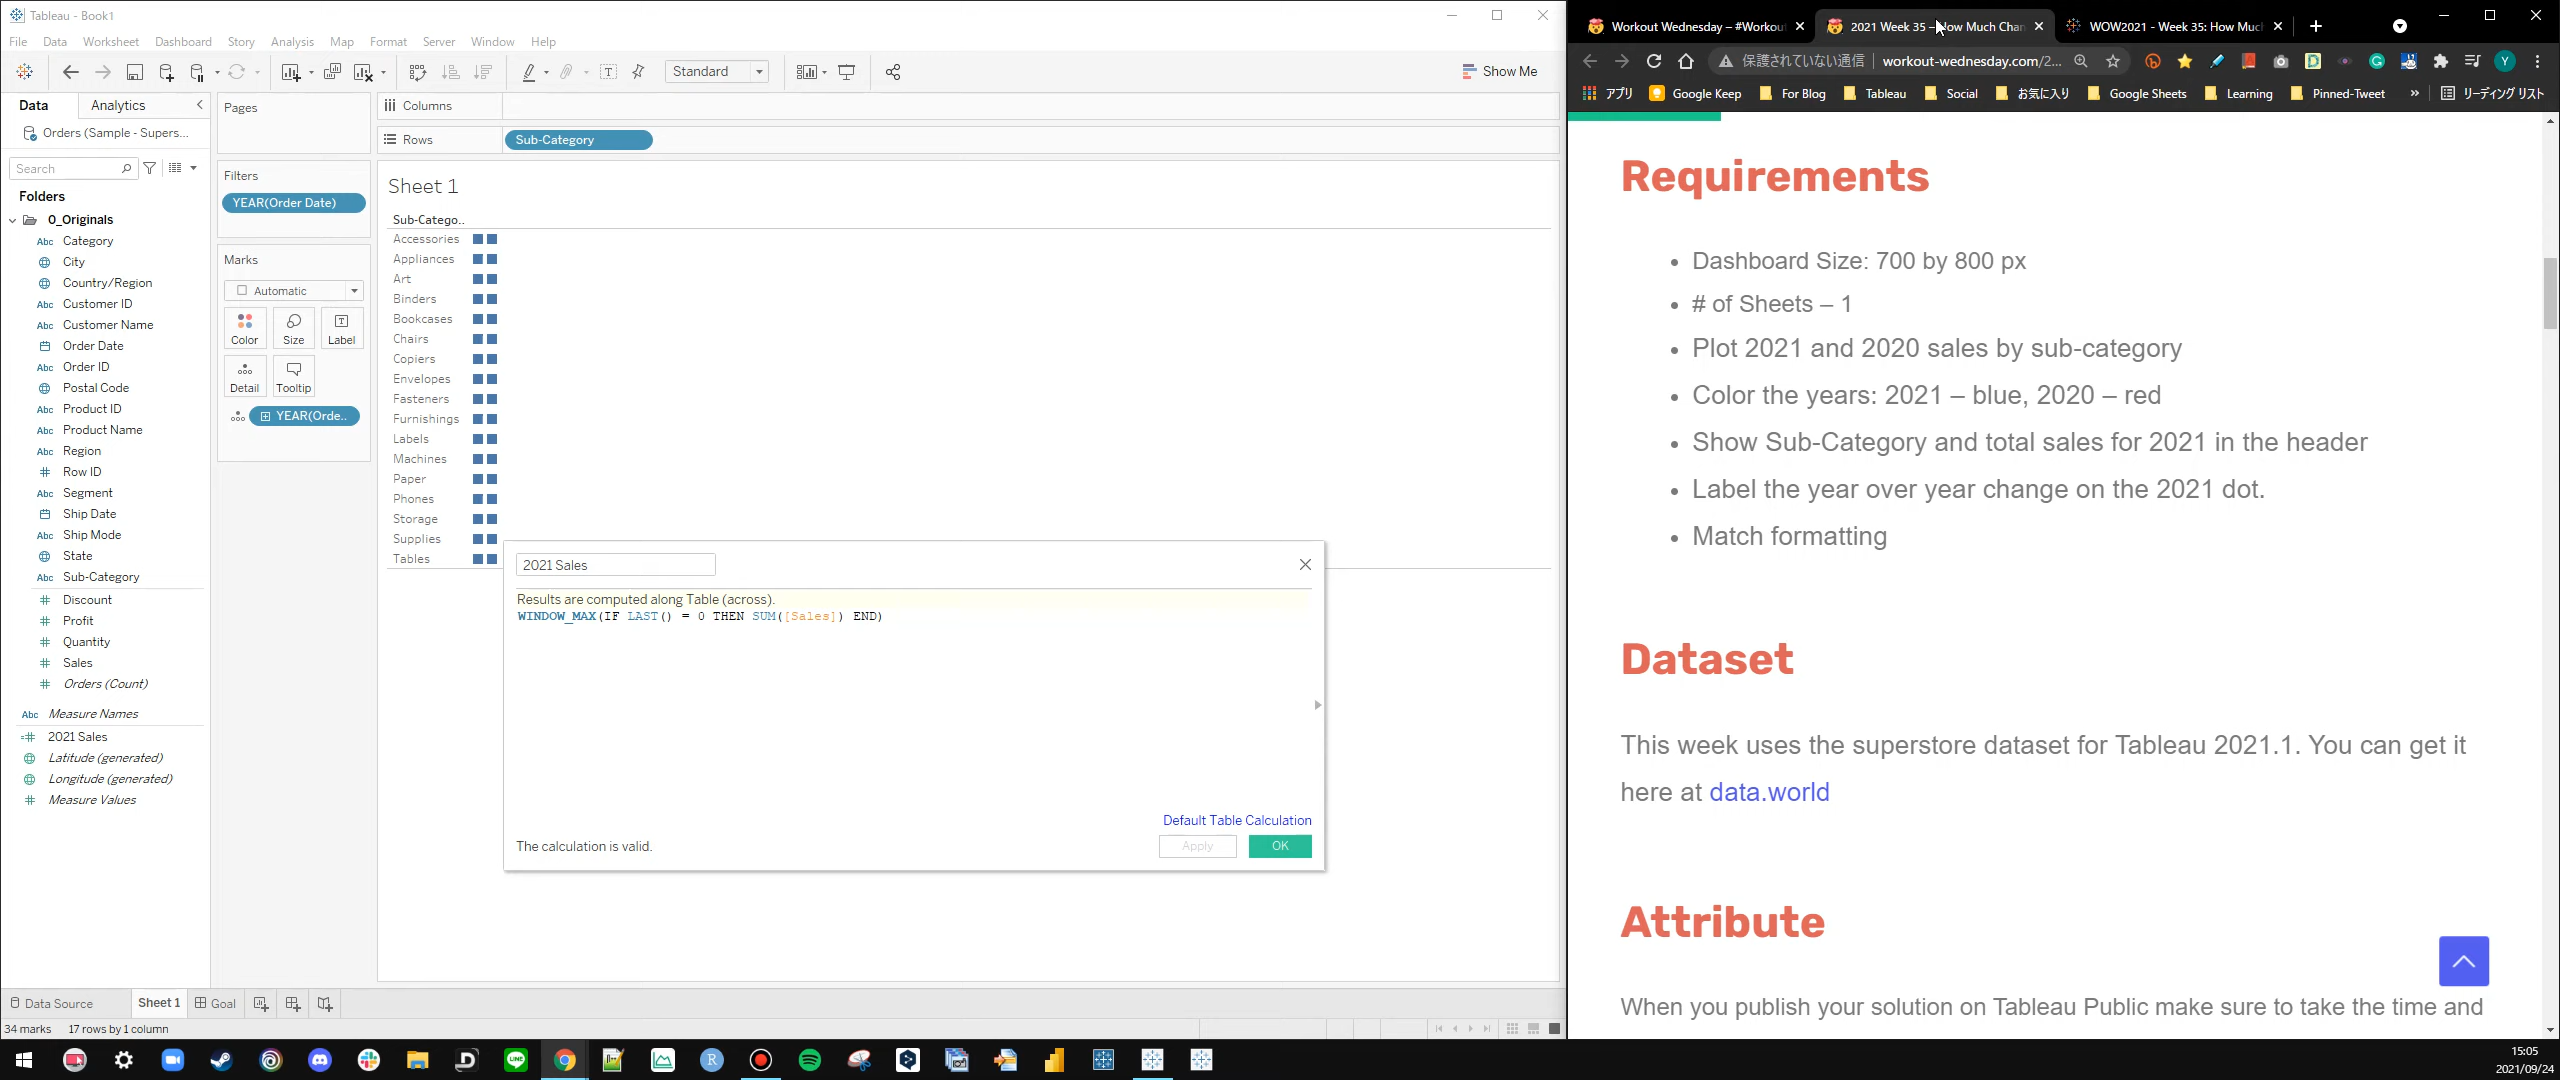 Tableau - Book1
File Data Worksheet Dashboard Story Analysis Map Format Server Window Help
Standard
Show Me
Data Analytics
Orders (Sample - Supers...
Search
Folders
0_Originals
Abc Category
City
Country/Region
Abc Customer ID
Abc Customer Name
Order Date
Abc Order ID
Postal Code
Abc Product ID
Abc Product Name
Abc Region
# Row ID
Abc Segment
Ship Date
Abc Ship Mode
State
Abc Sub-Category
# Discount
# Profit
# Quantity
# Sales
# Orders (Count)
Abc Measure Names
=# 2021 Sales
Latitude (generated)
Longitude (generated)
# Measure Values
Pages
Filters
YEAR(Order Date)
Marks
Automatic
Color Size Label
Detail Tooltip
YEAR(Orde..
Columns
Rows Sub-Category
Sheet 1
Sub-Catego..
Accessories
Appliances
Art
Binders
Bookcases
Chairs
Copiers
Envelopes
Fasteners
Furnishings
Labels
Machines
Paper
Phones
Storage
Supplies
Tables
2021 Sales
Results are computed along Table (across).
WINDOW_MAX(IF LAST() = 0 THEN SUM([Sales]) END)
Default Table Calculation
The calculation is valid.
Apply OK
Data Source Sheet 1 Goal
34 marks 17 rows by 1 column
Workout Wednesday – #Workou
2021 Week 35 – How Much Chan
WOW2021 - Week 35: How Much
保護されていない通信 workout-wednesday.com/2...
アプリ Google Keep For Blog Tableau Social お気に入り Google Sheets Learning Pinned-Tweet » リーディング リスト
Requirements
• Dashboard Size: 700 by 800 px
• # of Sheets – 1
• Plot 2021 and 2020 sales by sub-category
• Color the years: 2021 – blue, 2020 – red
• Show Sub-Category and total sales for 2021 in the header
• Label the year over year change on the 2021 dot.
• Match formatting
Dataset
This week uses the superstore dataset for Tableau 2021.1. You can get it
here at data.world
Attribute
When you publish your solution on Tableau Public make sure to take the time and
15:05
2021/09/24